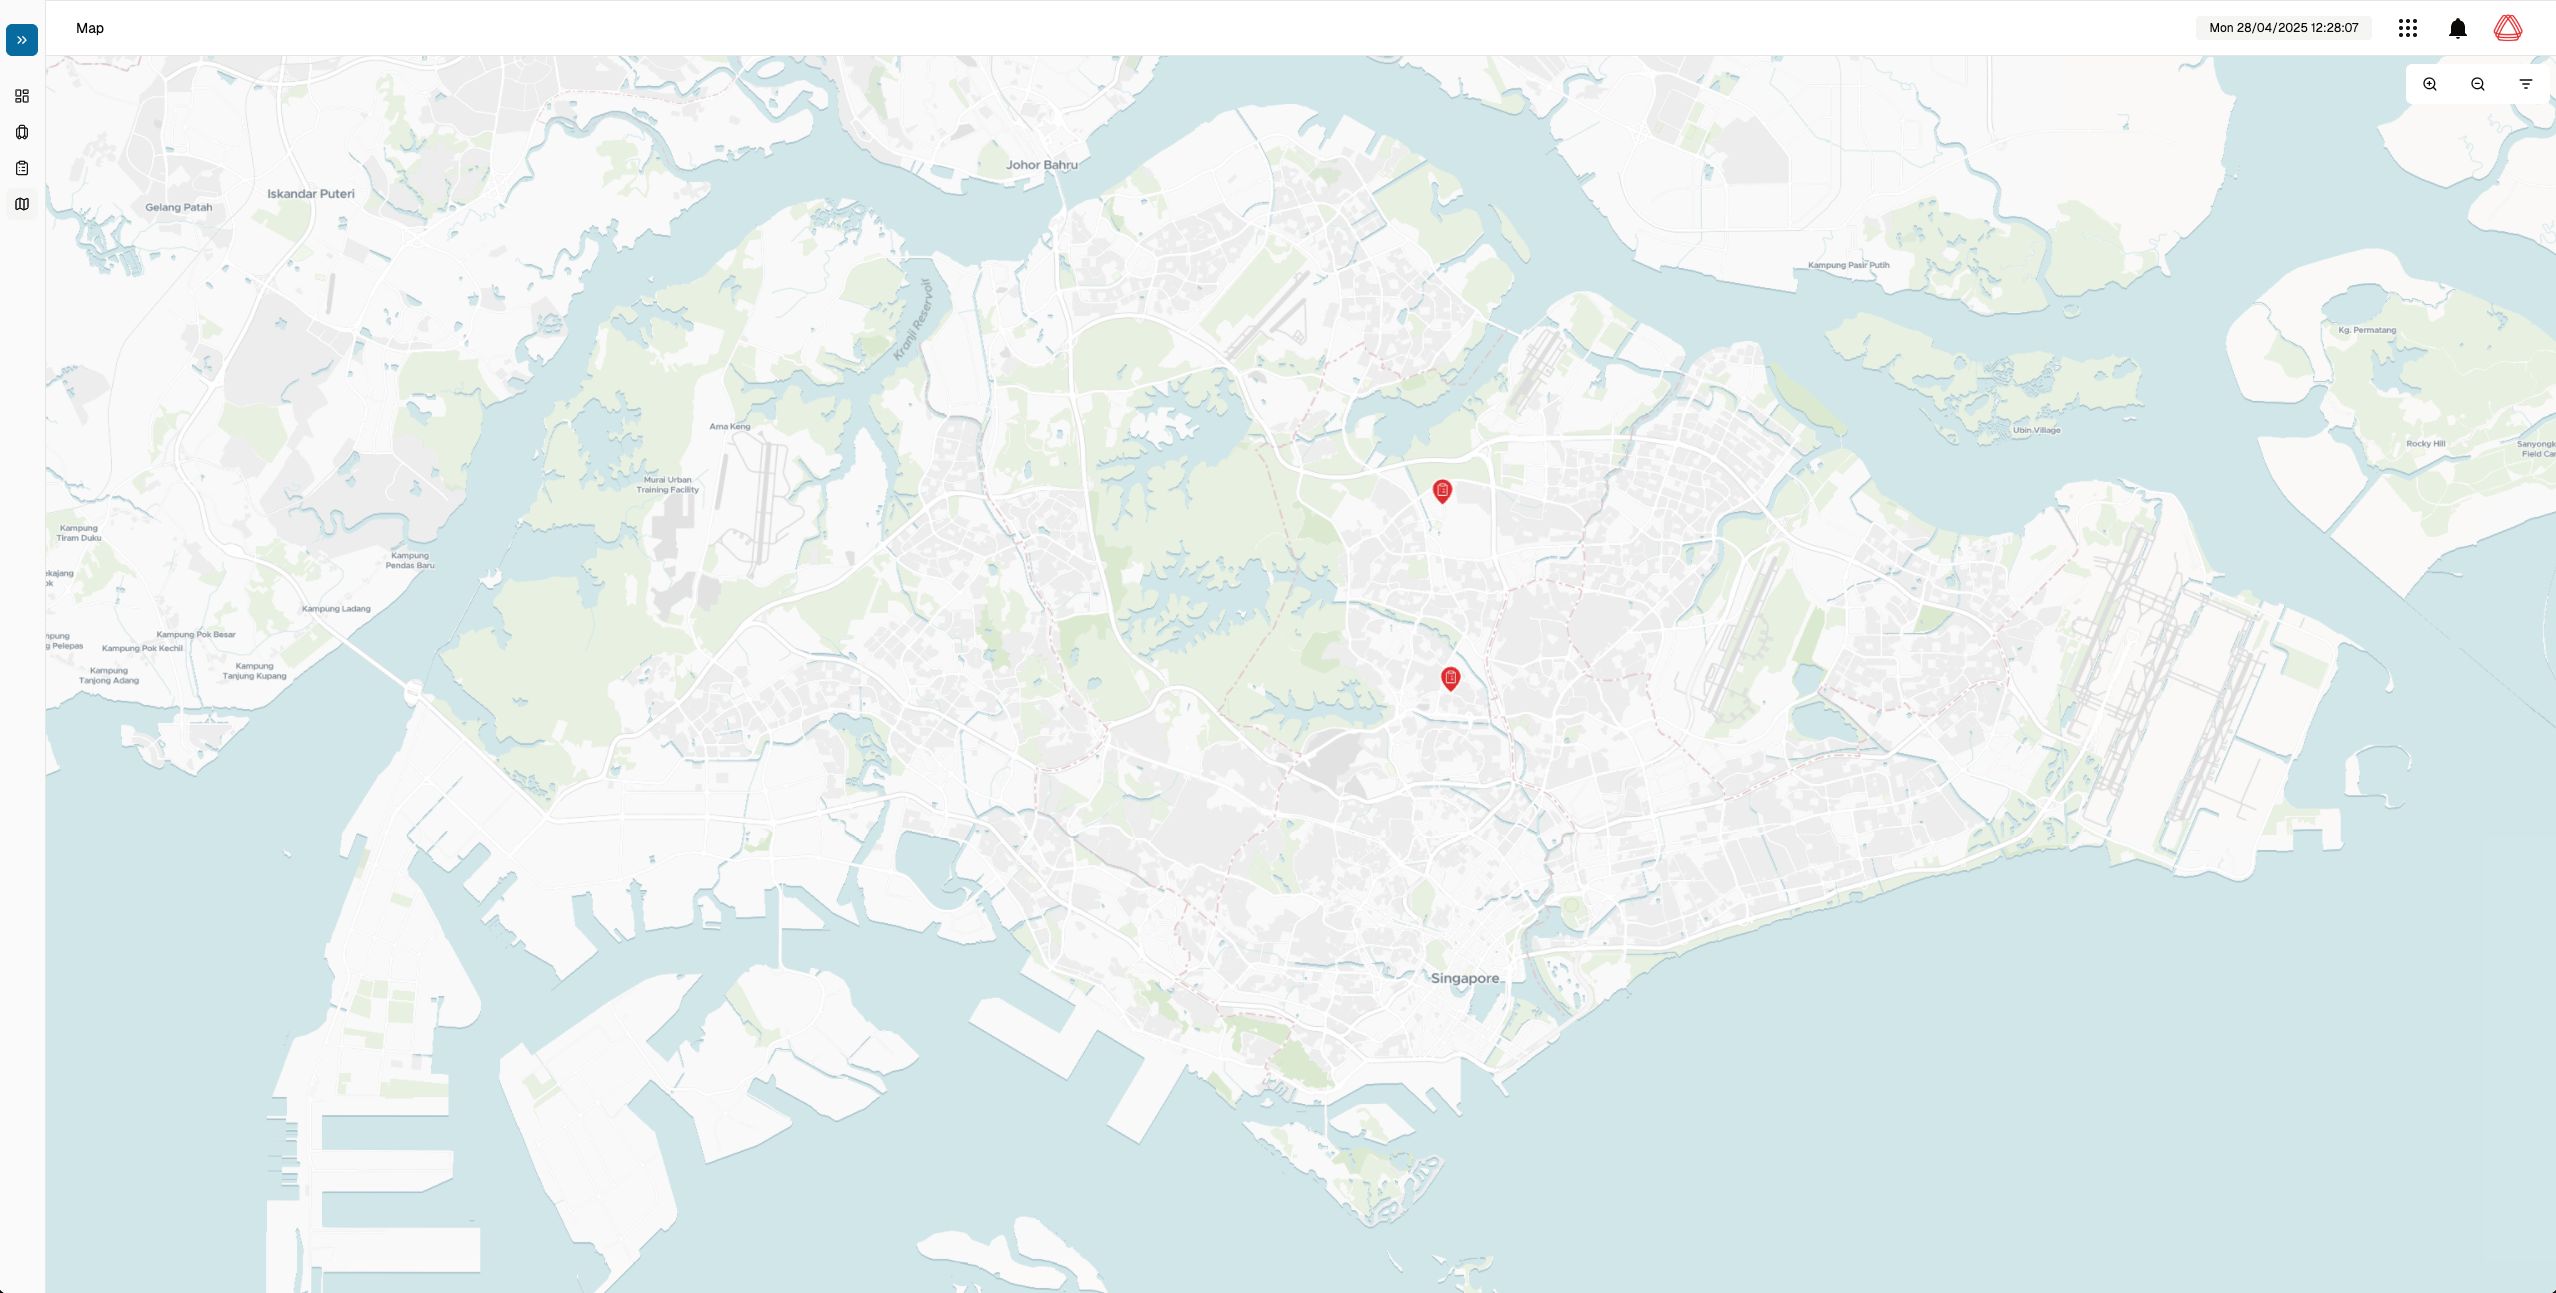 Map
Mon 28/04/2025 12:28:07
Johor Bahru
Iskandar Puteri
Gelang Patah
Kampung Pasir Putih
Kranji Reservoir
Kg. Permatang
Ama Keng
Ubin Village
Rocky Hill
Sanyongk
Field Car
Murai Urban
Training Facility
Kampung
Tiram Duku
Kampung
Pendas Baru
ekajang
ok
Kampung Ladang
Kampung Pok Besar
mpung
g Pelepas
Kampung Pok Kechil
Kampung
Tanjong Adang
Kampung
Tanjung Kupang
Singapore